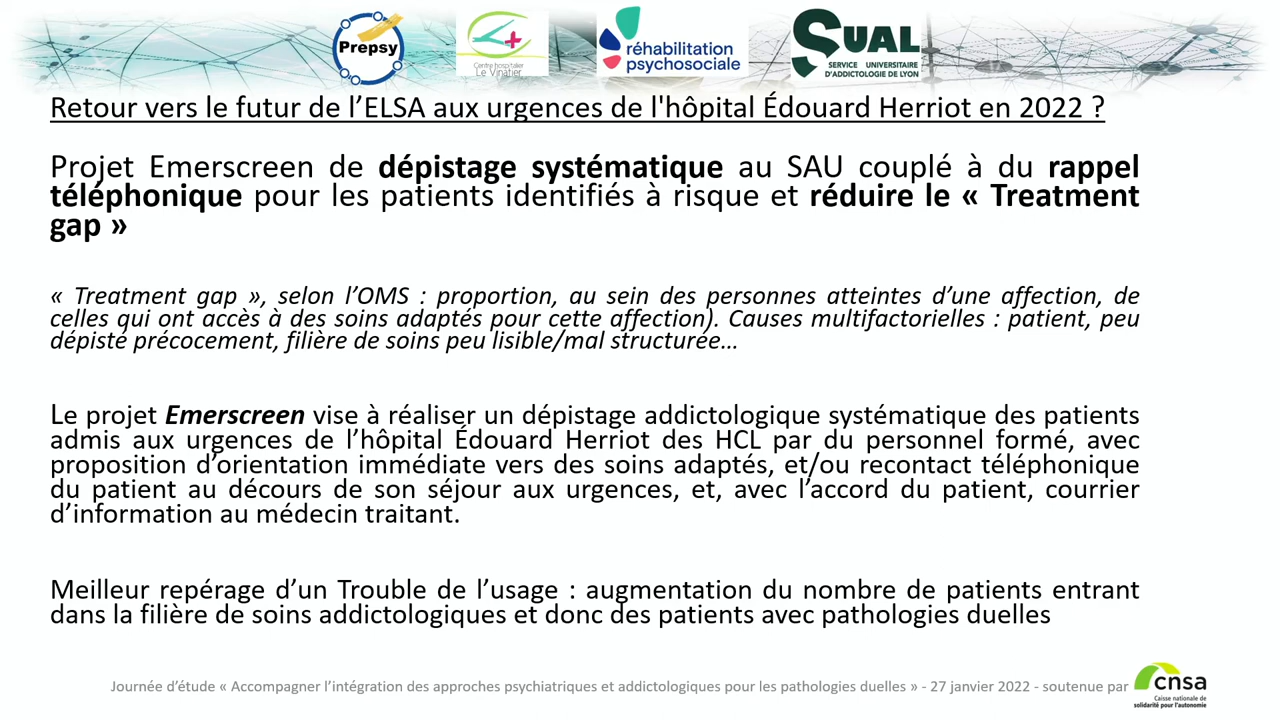 Prepsy
Centre hospitalier
Le Vinatier
réhabilitation
psychosociale
SUAL
SERVICE UNIVERSITAIRE
D'ADDICTOLOGIE DE LYON
Retour vers le futur de l’ELSA aux urgences de l'hôpital Édouard Herriot en 2022 ?
Projet Emerscreen de dépistage systématique au SAU couplé à du rappel
téléphonique pour les patients identifiés à risque et réduire le « Treatment
gap »
« Treatment gap », selon l’OMS : proportion, au sein des personnes atteintes d’une affection, de
celles qui ont accès à des soins adaptés pour cette affection). Causes multifactorielles : patient, peu
dépisté précocement, filière de soins peu lisible/mal structurée…
Le projet Emerscreen vise à réaliser un dépistage addictologique systématique des patients
admis aux urgences de l’hôpital Édouard Herriot des HCL par du personnel formé, avec
proposition d’orientation immédiate vers des soins adaptés, et/ou recontact téléphonique
du patient au décours de son séjour aux urgences, et, avec l’accord du patient, courrier
d’information au médecin traitant.
Meilleur repérage d’un Trouble de l’usage : augmentation du nombre de patients entrant
dans la filière de soins addictologiques et donc des patients avec pathologies duelles
Journée d’étude « Accompagner l’intégration des approches psychiatriques et addictologiques pour les pathologies duelles » - 27 janvier 2022 - soutenue par
cnsa
Caisse nationale de
solidarité pour l'autonomie